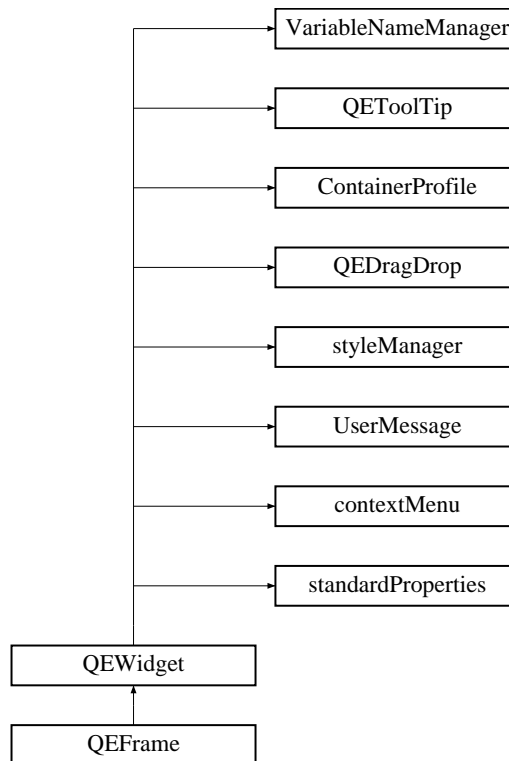 VariableNameManager
QEToolTip
ContainerProfile
QEDragDrop
styleManager
UserMessage
contextMenu
standardProperties
QEWidget
QEFrame